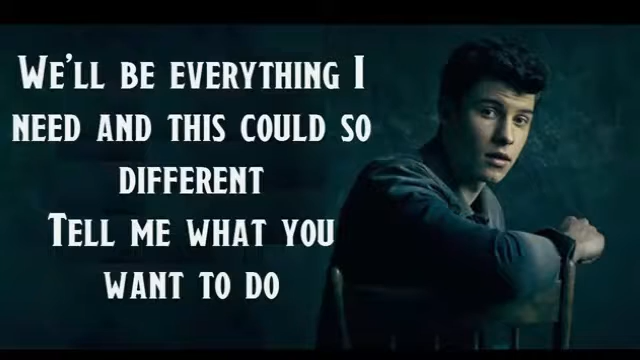 We'll be everything I
need and this could so
different
Tell me what you
want to do